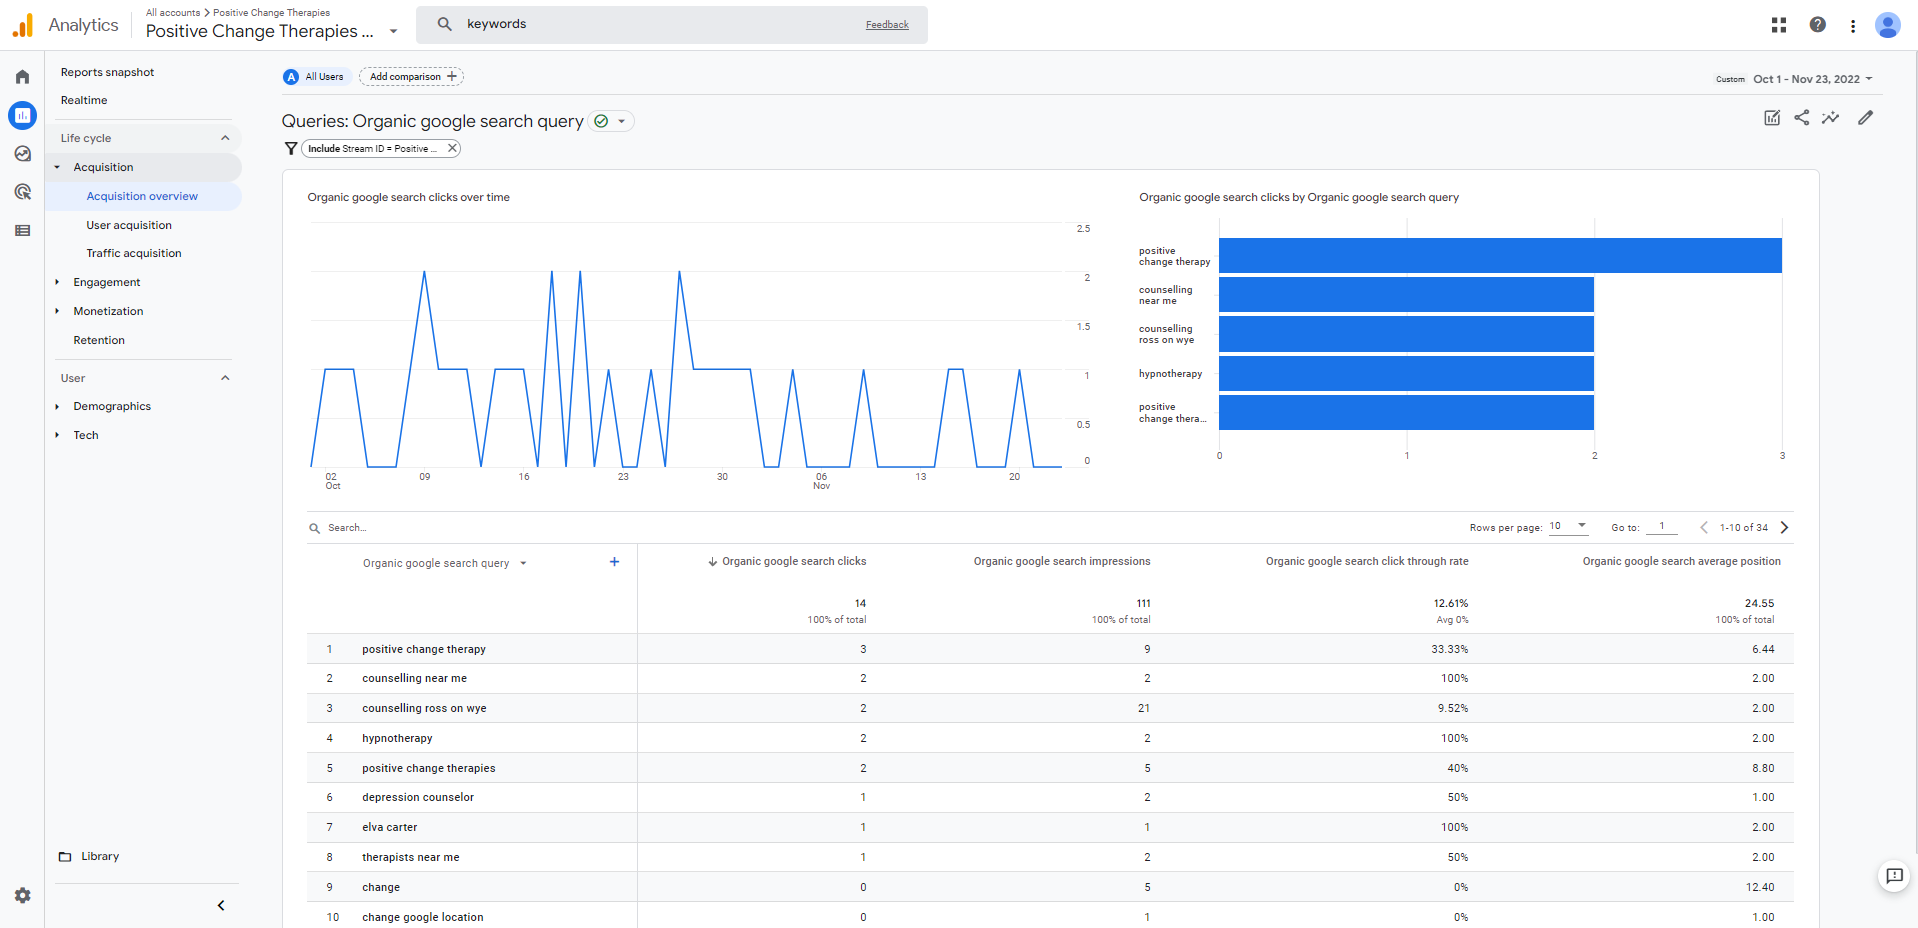 Analytics
All accounts > Positive Change Therapies
Positive Change Therapies ...
keywords
Feedback
Reports snapshot
Realtime
Life cycle
Acquisition
Acquisition overview
User acquisition
Traffic acquisition
Engagement
Monetization
Retention
User
Demographics
Tech
Library
A All Users
Add comparison +
Custom Oct 1 - Nov 23, 2022
Queries: Organic google search query
Include Stream ID = Positive ...
Organic google search clicks over time
2.5
2
1.5
1
0.5
0
02 09 16 23 30 06 13 20
Oct Nov
Organic google search clicks by Organic google search query
positive
change therapy
counselling
near me
counselling
ross on wye
hypnotherapy
positive
change thera...
0 1 2 3
Search...
Rows per page: 10 Go to: 1 1-10 of 34
Organic google search query + Organic google search clicks Organic google search impressions Organic google search click through rate Organic google search average position
14 111 12.61% 24.55
100% of total 100% of total Avg 0% 100% of total
1 positive change therapy 3 9 33.33% 6.44
2 counselling near me 2 2 100% 2.00
3 counselling ross on wye 2 21 9.52% 2.00
4 hypnotherapy 2 2 100% 2.00
5 positive change therapies 2 5 40% 8.80
6 depression counselor 1 2 50% 1.00
7 elva carter 1 1 100% 2.00
8 therapists near me 1 2 50% 2.00
9 change 0 5 0% 12.40
10 change google location 0 1 0% 1.00